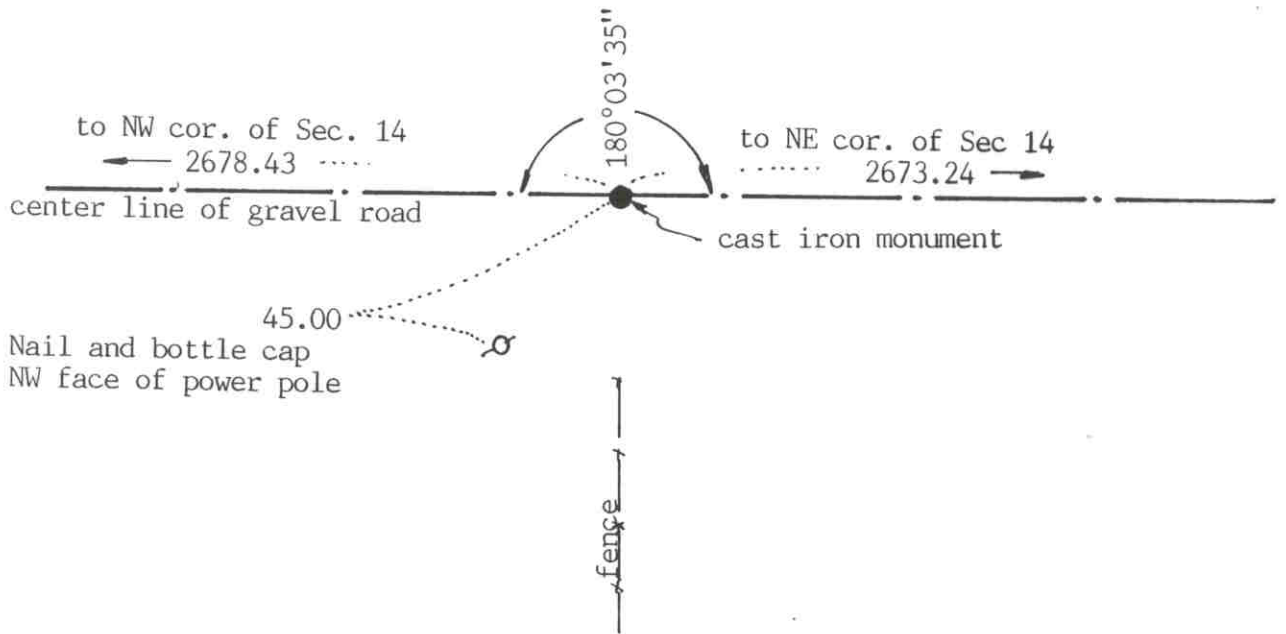 180°03'35"
to NW cor. of Sec. 14
2678.43
to NE cor. of Sec 14
2673.24
center line of gravel road
cast iron monument
45.00
Nail and bottle cap
NW face of power pole
fence